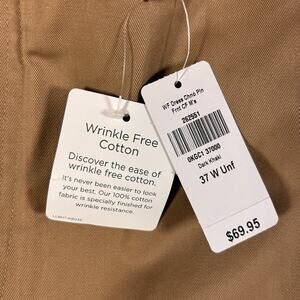 Wrinkle Free
Cotton
Discover the ease of
wrinkle free cotton.
It's never been easier to look
your best. Our 100% cotton
fabric is specially finished for
wrinkle resistance.
WF Dress Chno Pln
Frnt CF M's
262551
0KGC1 37000
Dark Khaki
37 W Unf
$69.95